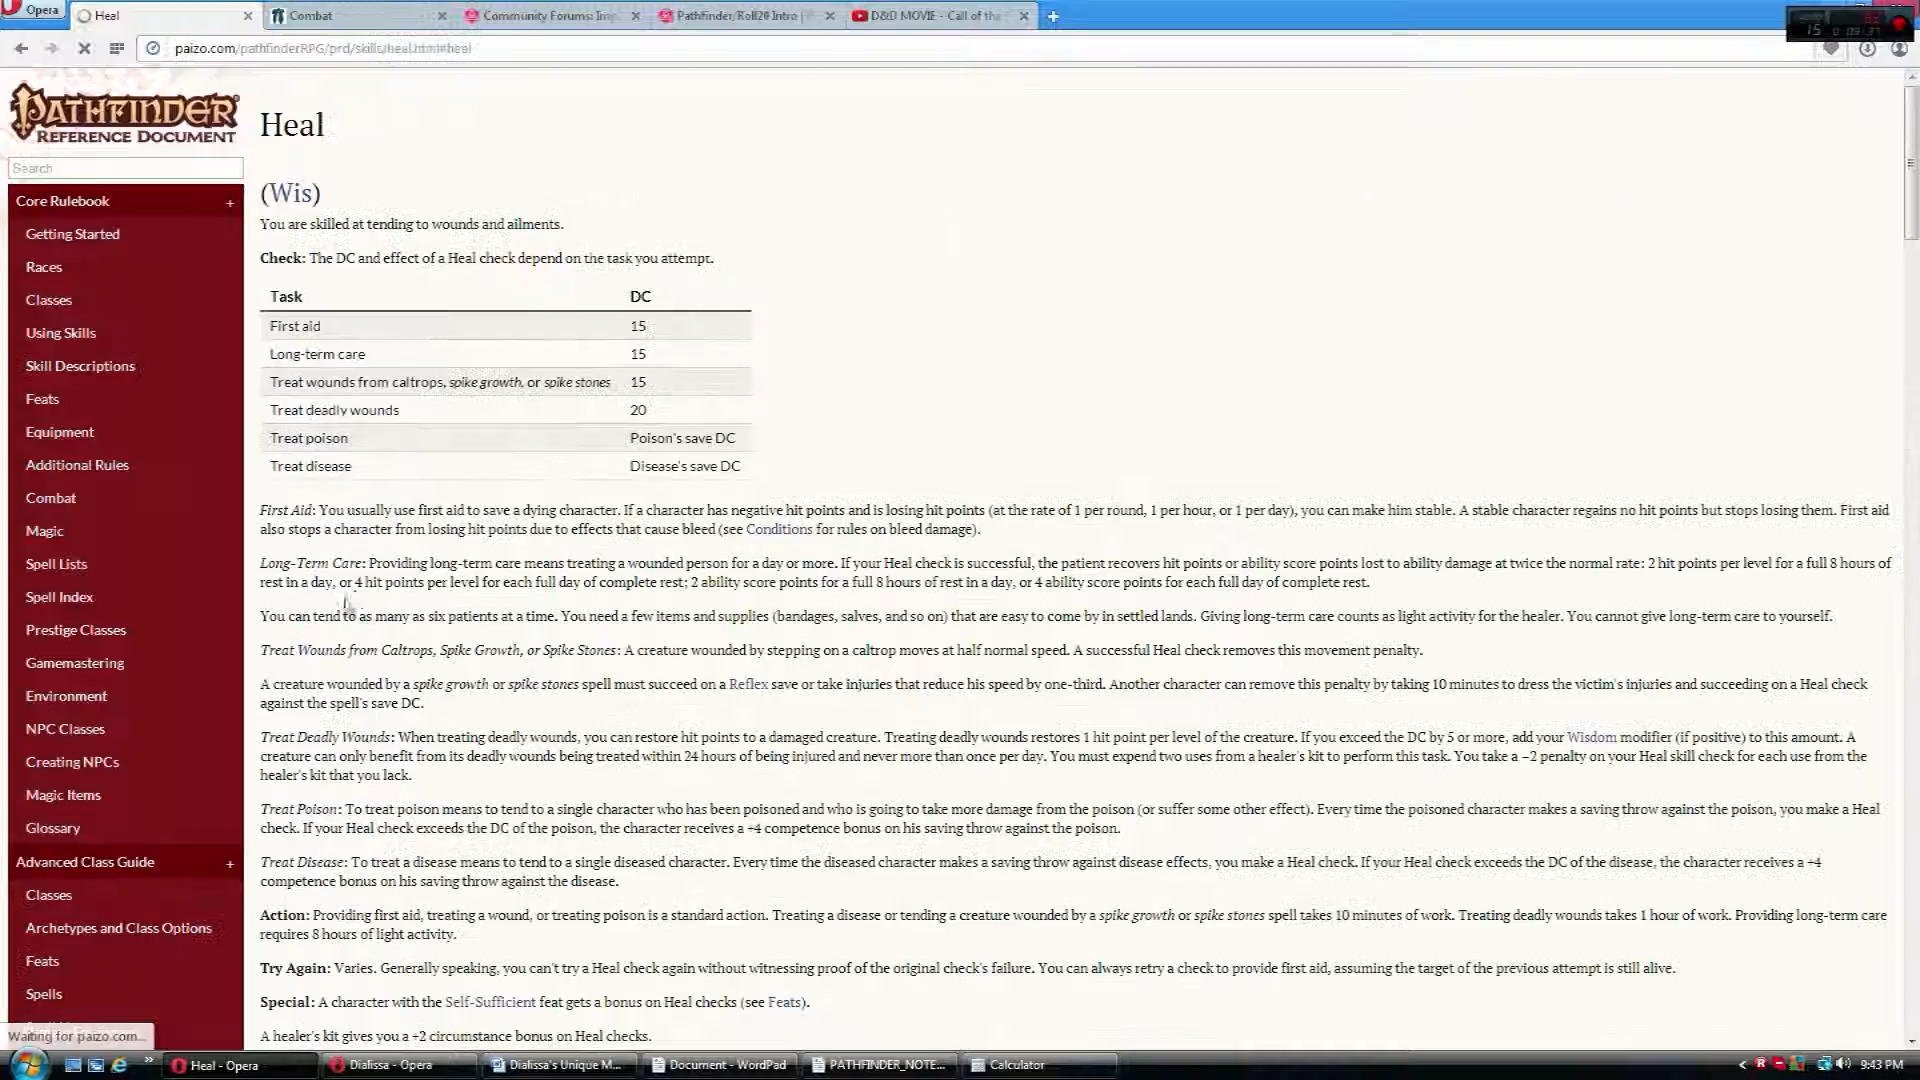 Opera
Heal
Combat
Community Forums: Imp
Pathfinder/Roll20 Intro |
D&D MOVIE - Call of the
paizo.com/pathfinderRPG/prd/skills/heal.html#heal
PATHFINDER
REFERENCE DOCUMENT
Search
Core Rulebook +
Getting Started
Races
Classes
Using Skills
Skill Descriptions
Feats
Equipment
Additional Rules
Combat
Magic
Spell Lists
Spell Index
Prestige Classes
Gamemastering
Environment
NPC Classes
Creating NPCs
Magic Items
Glossary
Advanced Class Guide +
Classes
Archetypes and Class Options
Feats
Spells
Waiting for paizo.com...
Heal
(Wis)
You are skilled at tending to wounds and ailments.
Check: The DC and effect of a Heal check depend on the task you attempt.
Task DC
First aid 15
Long-term care 15
Treat wounds from caltrops, spike growth, or spike stones 15
Treat deadly wounds 20
Treat poison Poison's save DC
Treat disease Disease's save DC
First Aid: You usually use first aid to save a dying character. If a character has negative hit points and is losing hit points (at the rate of 1 per round, 1 per hour, or 1 per day), you can make him stable. A stable character regains no hit points but stops losing them. First aid
also stops a character from losing hit points due to effects that cause bleed (see Conditions for rules on bleed damage).
Long-Term Care: Providing long-term care means treating a wounded person for a day or more. If your Heal check is successful, the patient recovers hit points or ability score points lost to ability damage at twice the normal rate: 2 hit points per level for a full 8 hours of
rest in a day, or 4 hit points per level for each full day of complete rest; 2 ability score points for a full 8 hours of rest in a day, or 4 ability score points for each full day of complete rest.
You can tend to as many as six patients at a time. You need a few items and supplies (bandages, salves, and so on) that are easy to come by in settled lands. Giving long-term care counts as light activity for the healer. You cannot give long-term care to yourself.
Treat Wounds from Caltrops, Spike Growth, or Spike Stones: A creature wounded by stepping on a caltrop moves at half normal speed. A successful Heal check removes this movement penalty.
A creature wounded by a spike growth or spike stones spell must succeed on a Reflex save or take injuries that reduce his speed by one-third. Another character can remove this penalty by taking 10 minutes to dress the victim's injuries and succeeding on a Heal check
against the spell's save DC.
Treat Deadly Wounds: When treating deadly wounds, you can restore hit points to a damaged creature. Treating deadly wounds restores 1 hit point per level of the creature. If you exceed the DC by 5 or more, add your Wisdom modifier (if positive) to this amount. A
creature can only benefit from its deadly wounds being treated within 24 hours of being injured and never more than once per day. You must expend two uses from a healer's kit to perform this task. You take a −2 penalty on your Heal skill check for each use from the
healer's kit that you lack.
Treat Poison: To treat poison means to tend to a single character who has been poisoned and who is going to take more damage from the poison (or suffer some other effect). Every time the poisoned character makes a saving throw against the poison, you make a Heal
check. If your Heal check exceeds the DC of the poison, the character receives a +4 competence bonus on his saving throw against the poison.
Treat Disease: To treat a disease means to tend to a single diseased character. Every time the diseased character makes a saving throw against disease effects, you make a Heal check. If your Heal check exceeds the DC of the disease, the character receives a +4
competence bonus on his saving throw against the disease.
Action: Providing first aid, treating a wound, or treating poison is a standard action. Treating a disease or tending a creature wounded by a spike growth or spike stones spell takes 10 minutes of work. Treating deadly wounds takes 1 hour of work. Providing long-term care
requires 8 hours of light activity.
Try Again: Varies. Generally speaking, you can't try a Heal check again without witnessing proof of the original check's failure. You can always retry a check to provide first aid, assuming the target of the previous attempt is still alive.
Special: A character with the Self-Sufficient feat gets a bonus on Heal checks (see Feats).
A healer's kit gives you a +2 circumstance bonus on Heal checks.
Heal - Opera
Dialissa - Opera
Dialissa's Unique M...
Document - WordPad
PATHFINDER_NOTE...
Calculator
9:43 PM